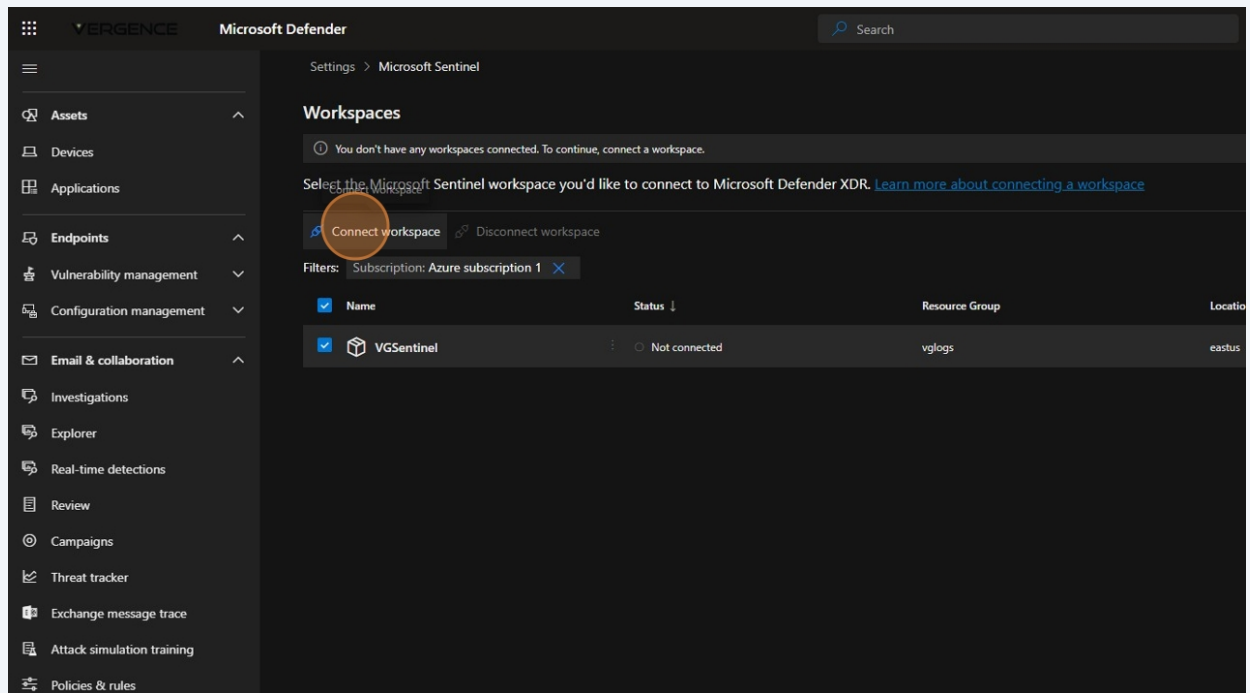 VERGENCE
Microsoft Defender
Search
Settings > Microsoft Sentinel
Assets
Devices
Applications
Endpoints
Vulnerability management
Configuration management
Email & collaboration
Investigations
Explorer
Real-time detections
Review
Campaigns
Threat tracker
Exchange message trace
Attack simulation training
Policies & rules
Workspaces
You don't have any workspaces connected. To continue, connect a workspace.
Select the Microsoft Sentinel workspace you'd like to connect to Microsoft Defender XDR. Learn more about connecting a workspace
Connect workspace
Connect workspace Disconnect workspace
Filters: Subscription: Azure subscription 1
Name Status ↓ Resource Group Locatio
VGSentinel Not connected vglogs eastus